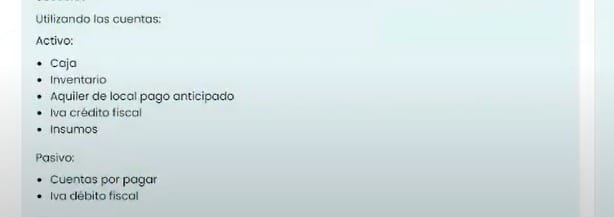 Utilizando las cuentas:
Activo:
• Caja
• Inventario
• Aquiler de local pago anticipado
• Iva crédito fiscal
• Insumos
Pasivo:
• Cuentas por pagar
• Iva débito fiscal